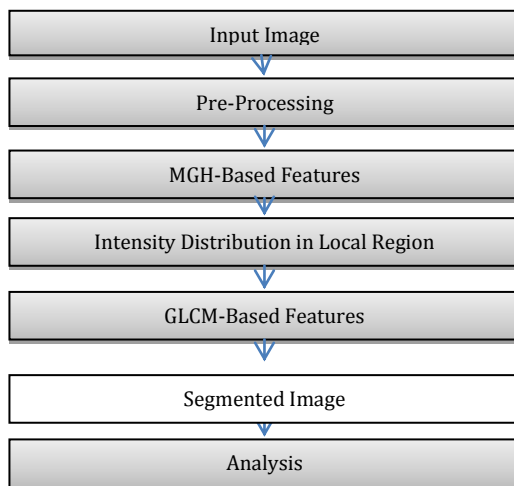 Input Image
Pre-Processing
MGH-Based Features
Intensity Distribution in Local Region
GLCM-Based Features
Segmented Image
Analysis